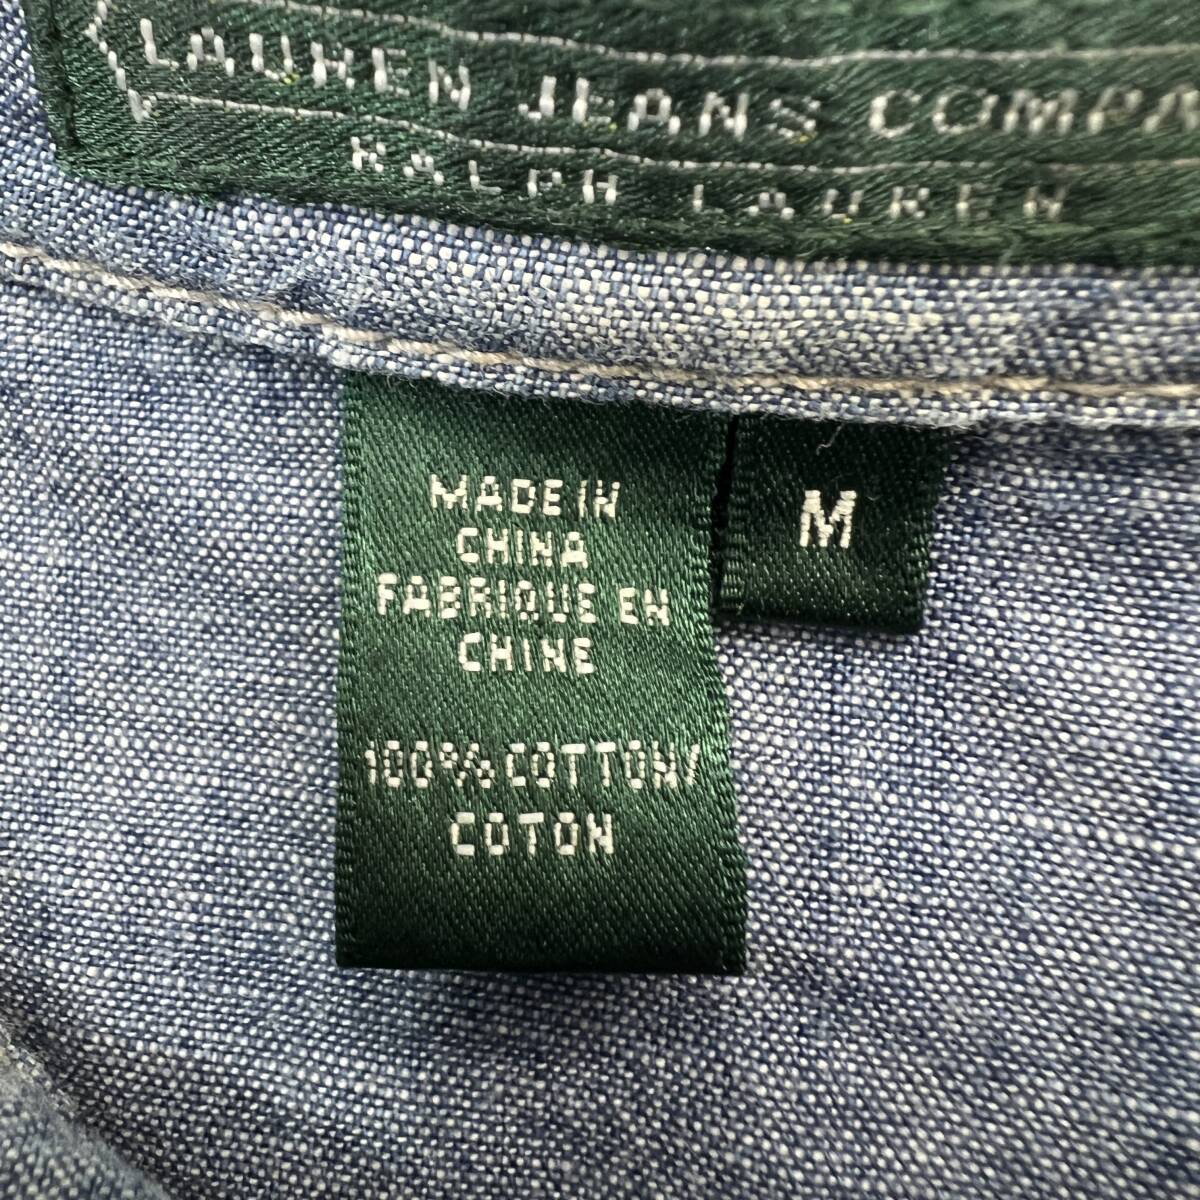 LAUREN JEANS COMPA
RALPH LAUREN
MADE IN
CHINA
FABRIQUE EN
CHINE
100% COTTON/
COTON
M